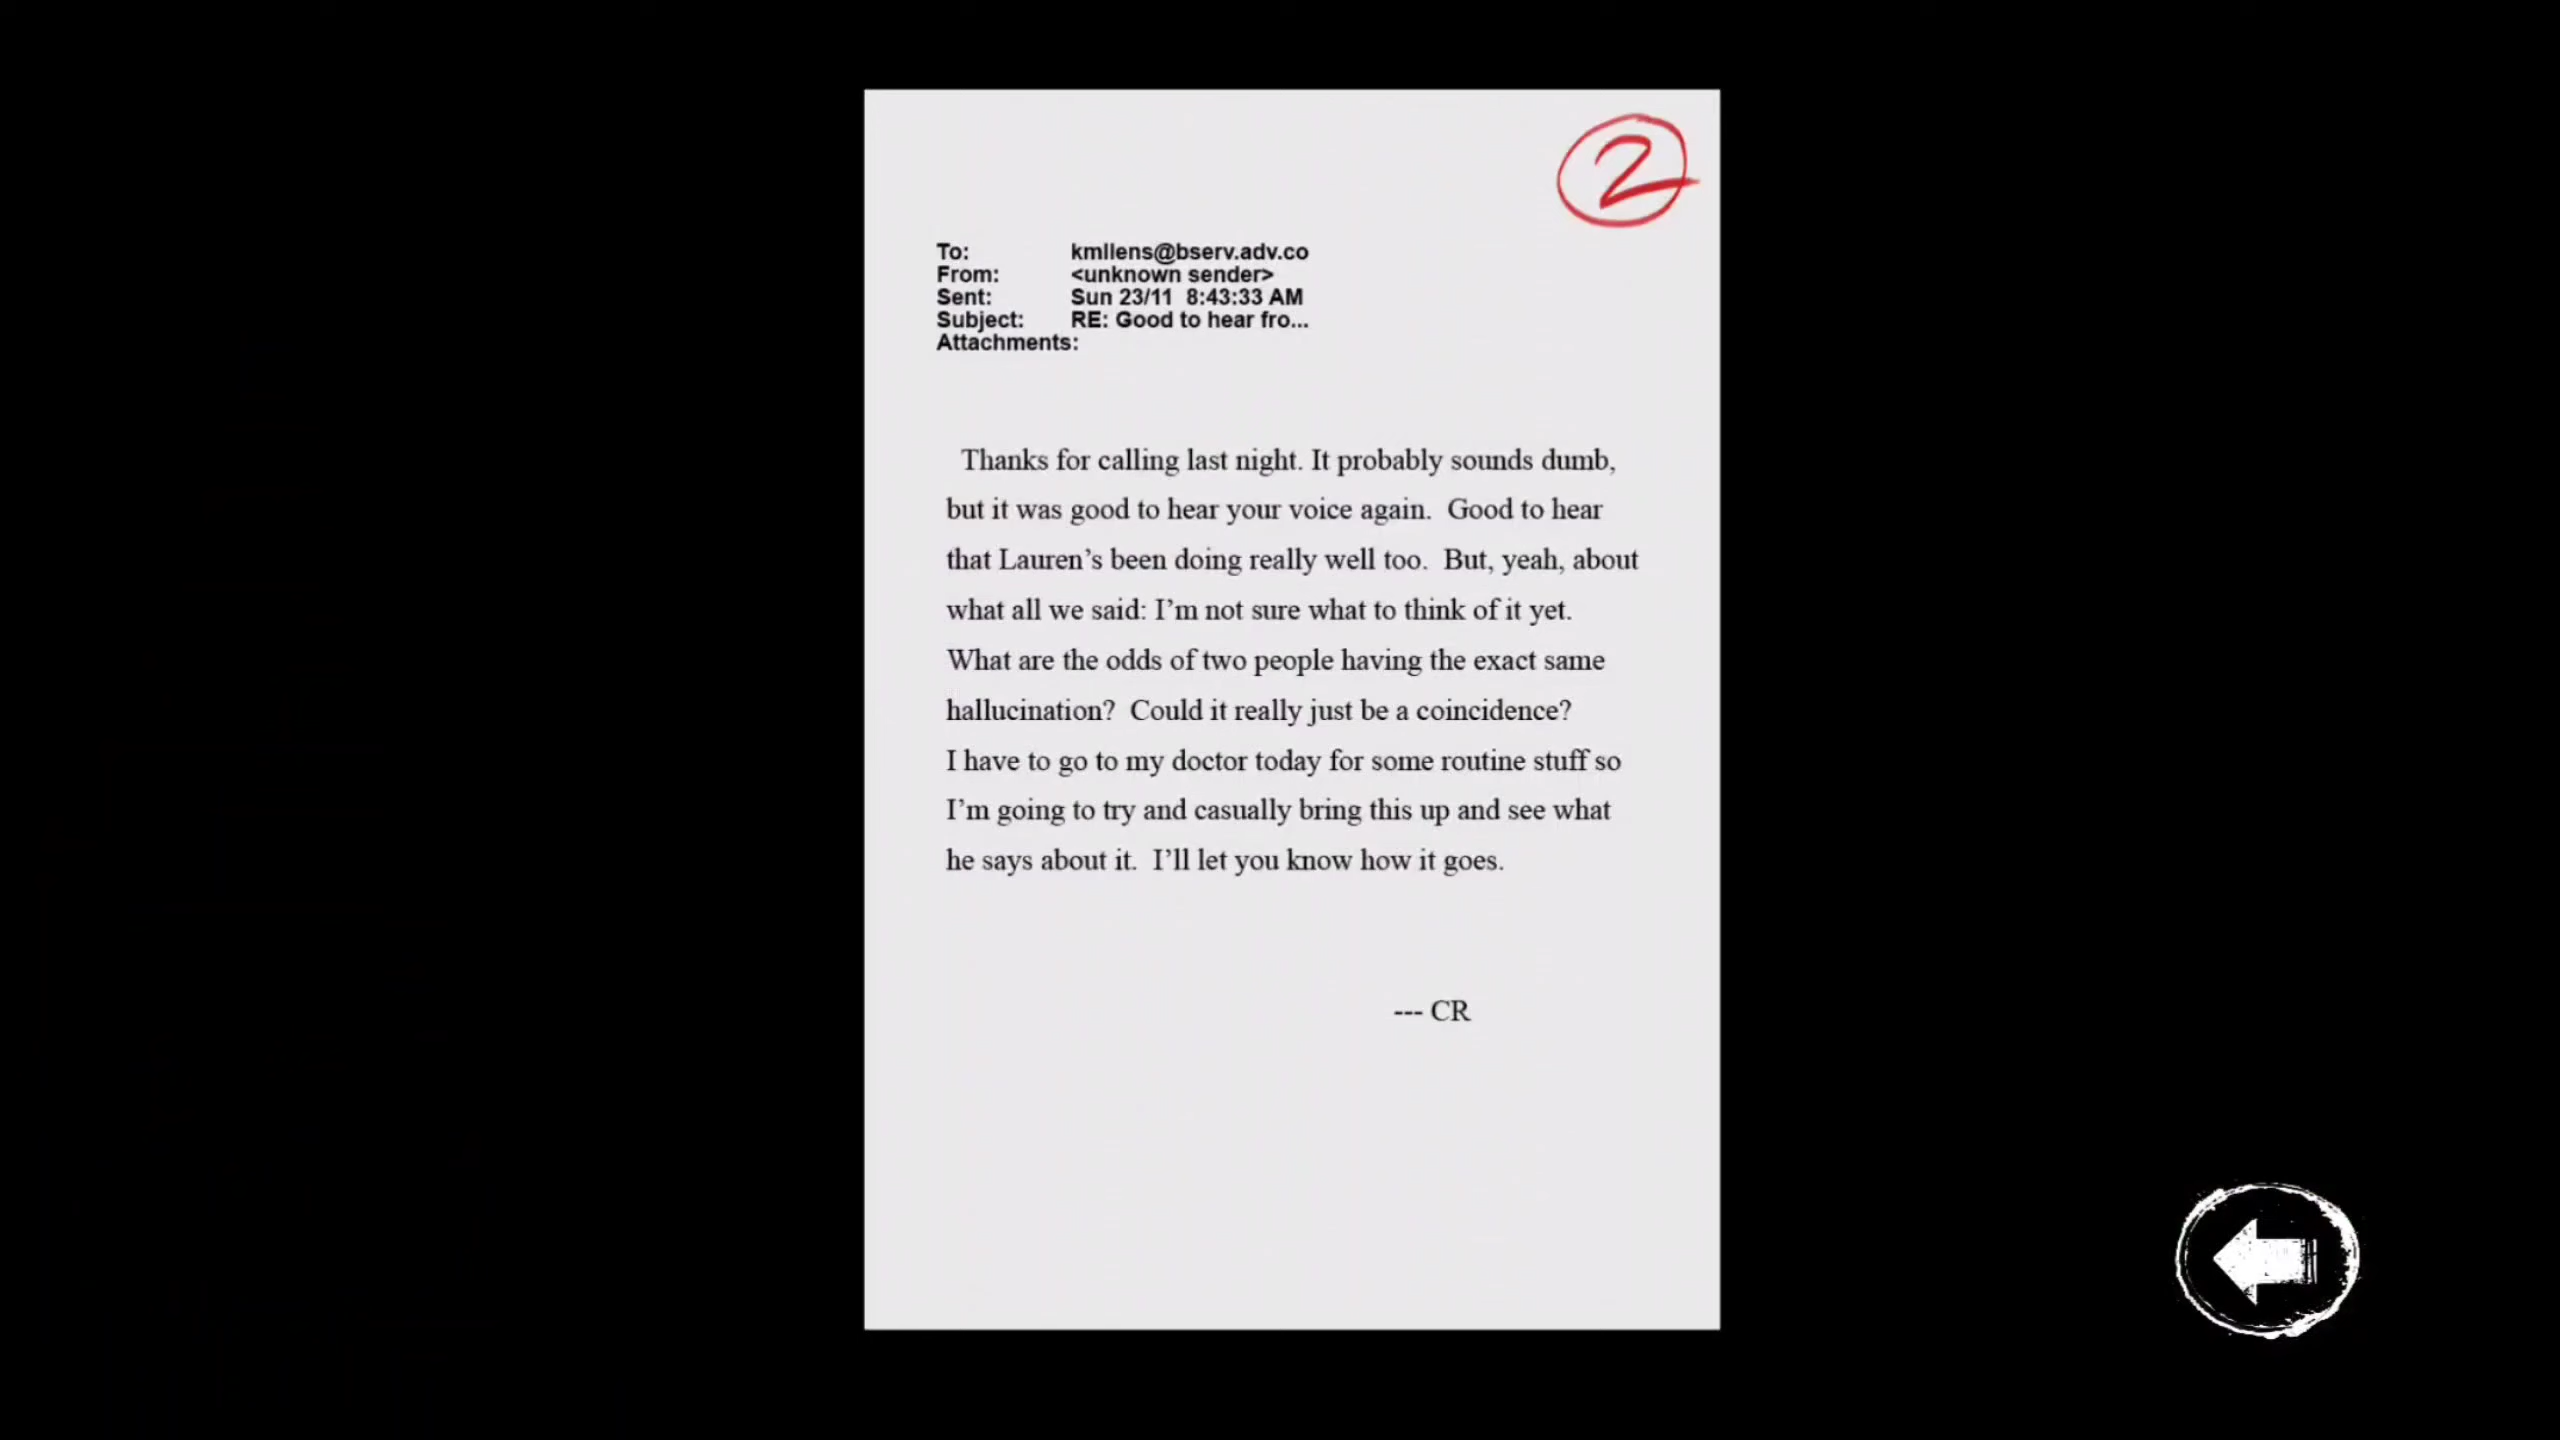 2
To: kmllens@bserv.adv.co
From: <unknown sender>
Sent: Sun 23/11  8:43:33 AM
Subject: RE: Good to hear fro...
Attachments:
Thanks for calling last night. It probably sounds dumb,
but it was good to hear your voice again.  Good to hear
that Lauren’s been doing really well too.  But, yeah, about
what all we said: I’m not sure what to think of it yet.
What are the odds of two people having the exact same
hallucination?  Could it really just be a coincidence?
I have to go to my doctor today for some routine stuff so
I’m going to try and casually bring this up and see what
he says about it.  I’ll let you know how it goes.
--- CR